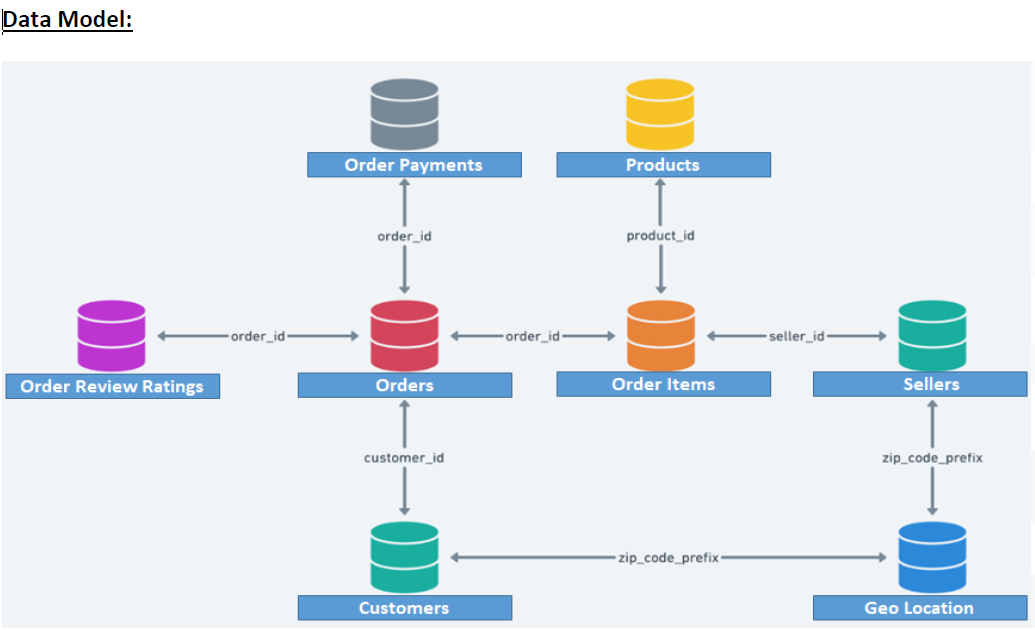 Data Model:
Order Payments
Products
order_id
product_id
order_id
order_id
seller_id
Order Review Ratings
Orders
Order Items
Sellers
customer_id
zip_code_prefix
zip_code_prefix
Customers
Geo Location